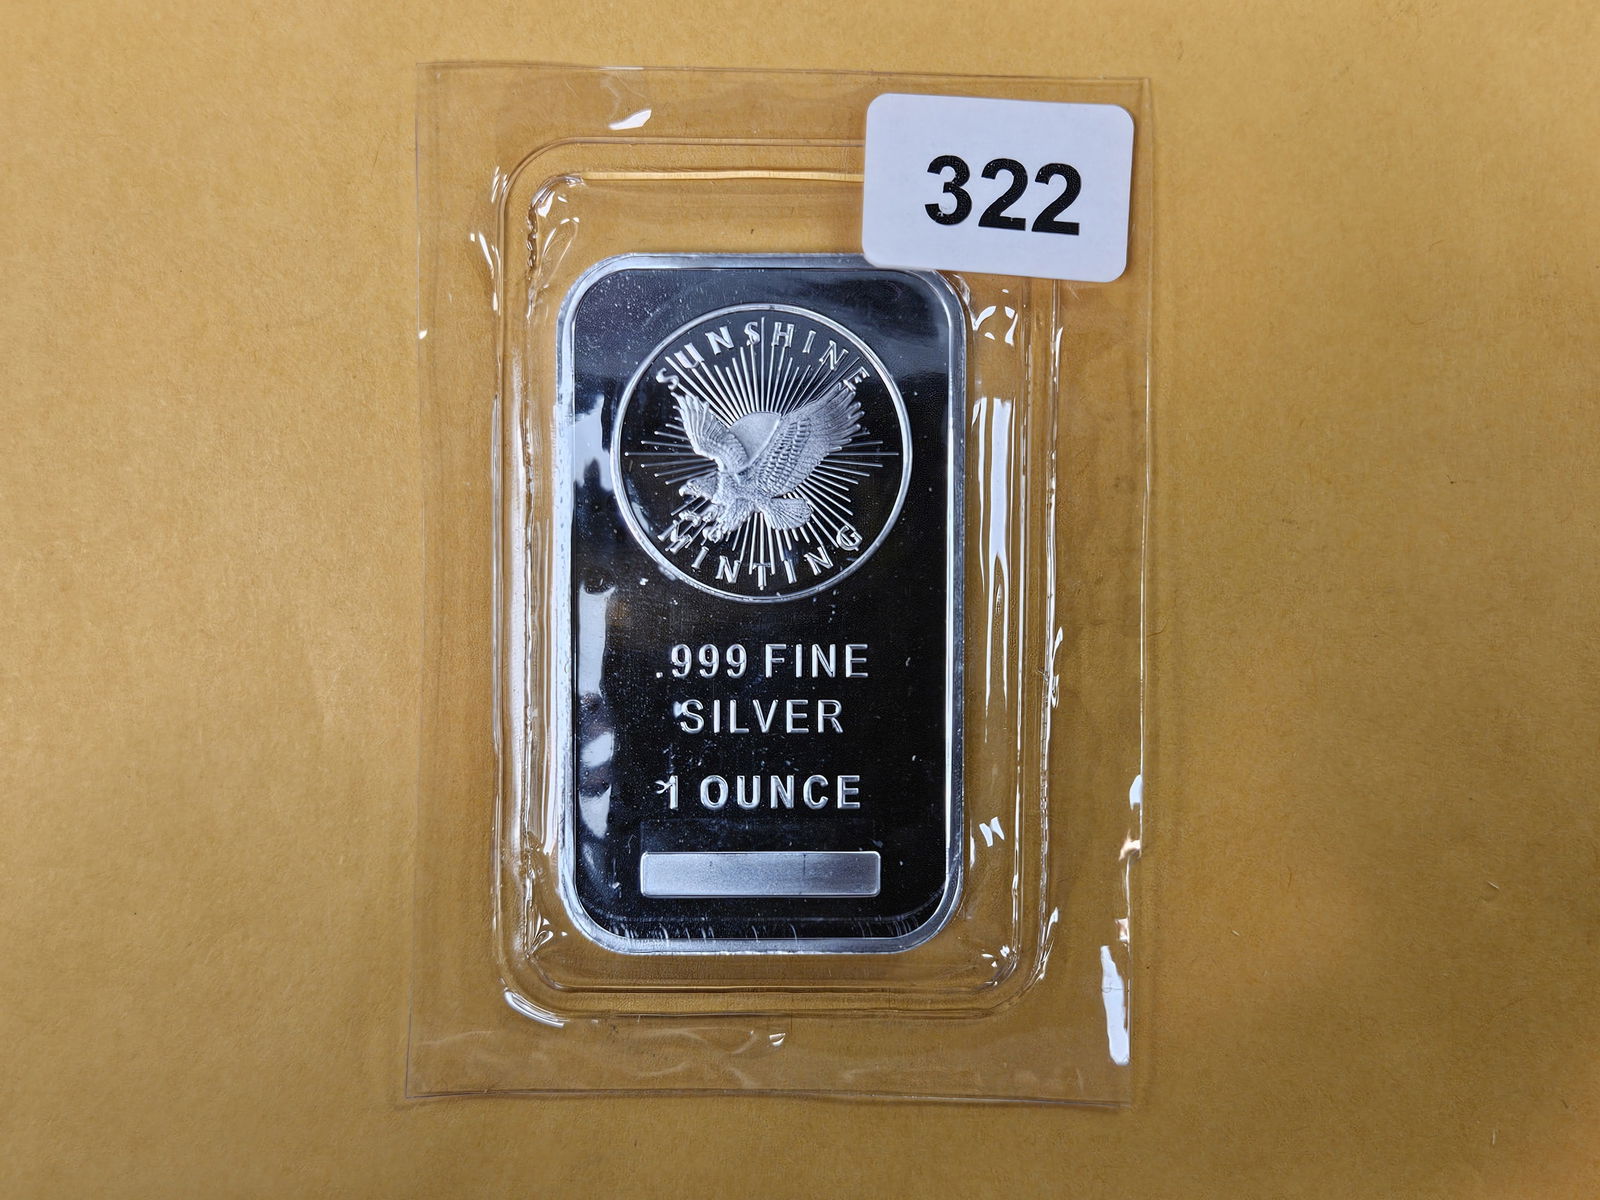 322
SUNSHINE
MINTING
.999 FINE
SILVER
1 OUNCE